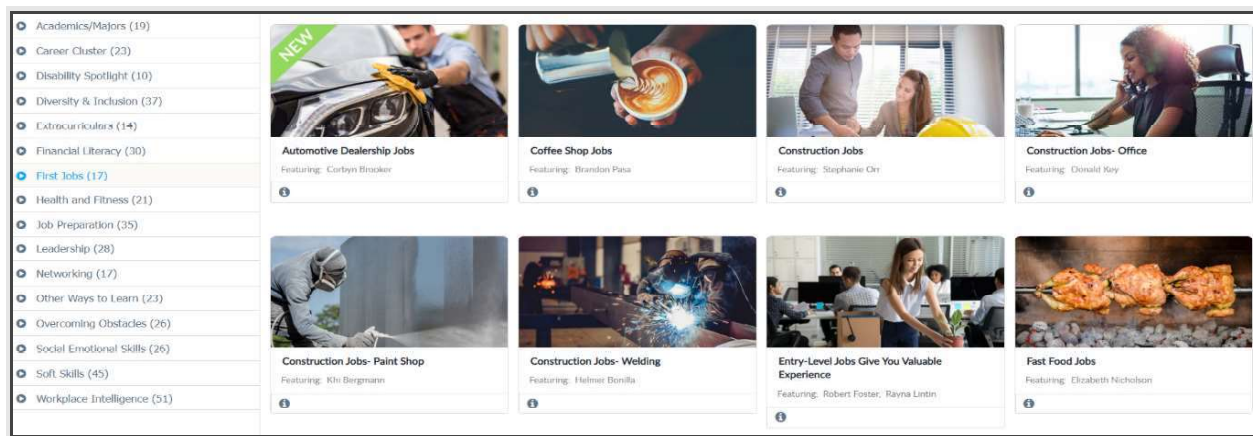 Academics/Majors (19)
Career Cluster (23)
Disability Spotlight (10)
Diversity & Inclusion (37)
Extracurriculars (14)
Financial Literacy (30)
First Jobs (17)
Health and Fitness (21)
Job Preparation (35)
Leadership (28)
Networking (17)
Other Ways to Learn (23)
Overcoming Obstacles (26)
Social Emotional Skills (26)
Soft Skills (45)
Workplace Intelligence (51)
NEW
Automotive Dealership Jobs
Featuring: Corbyn Brooker
Coffee Shop Jobs
Featuring: Brandon Pasa
Construction Jobs
Featuring: Stephanie Orr
Construction Jobs- Office
Featuring: Donald Key
Construction Jobs- Paint Shop
Featuring: Khi Bergmann
Construction Jobs- Welding
Featuring: Helmer Bonilla
Entry-Level Jobs Give You Valuable
Experience
Featuring: Robert Foster, Rayna Lintin
Fast Food Jobs
Featuring: Elizabeth Nicholson